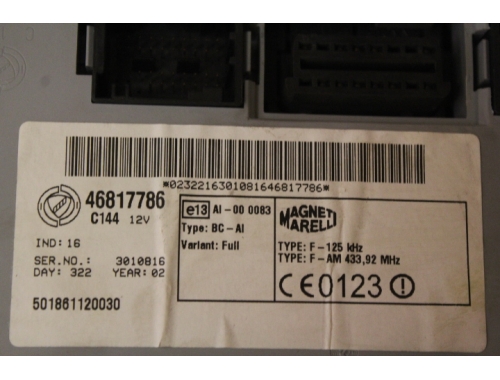 *0232216301081646817786*
46817786
C144 12V
IND: 16
SER.NO.: 3010816
DAY: 322 YEAR: 02
501861120030
e13 AI-00 0083
Type: BC-AI
Variant: Full
MAGNETI
MARELLI
TYPE: F-125 kHz
TYPE: F-AM 433,92 MHz
CE0123